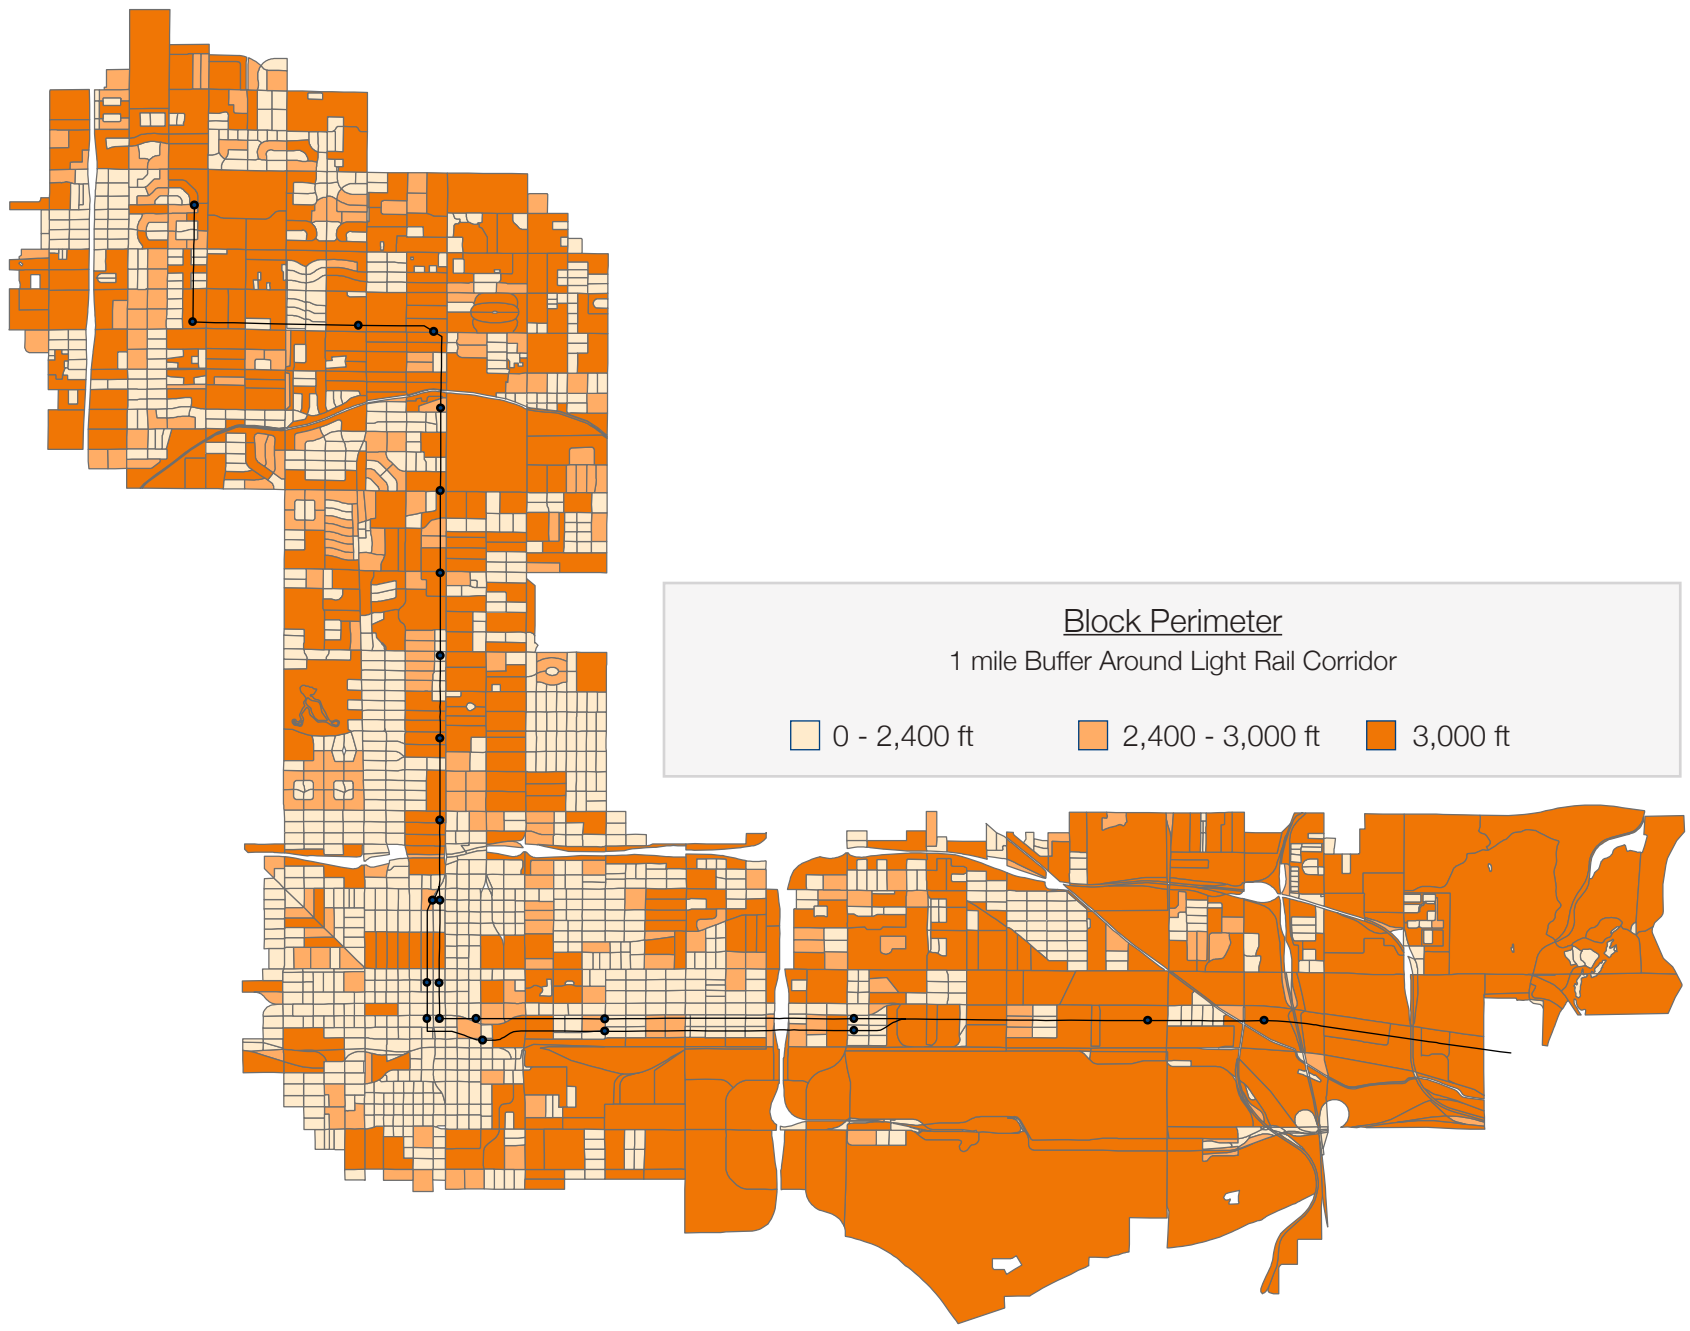 Block Perimeter
1 mile Buffer Around Light Rail Corridor
0 - 2,400 ft 2,400 - 3,000 ft 3,000 ft